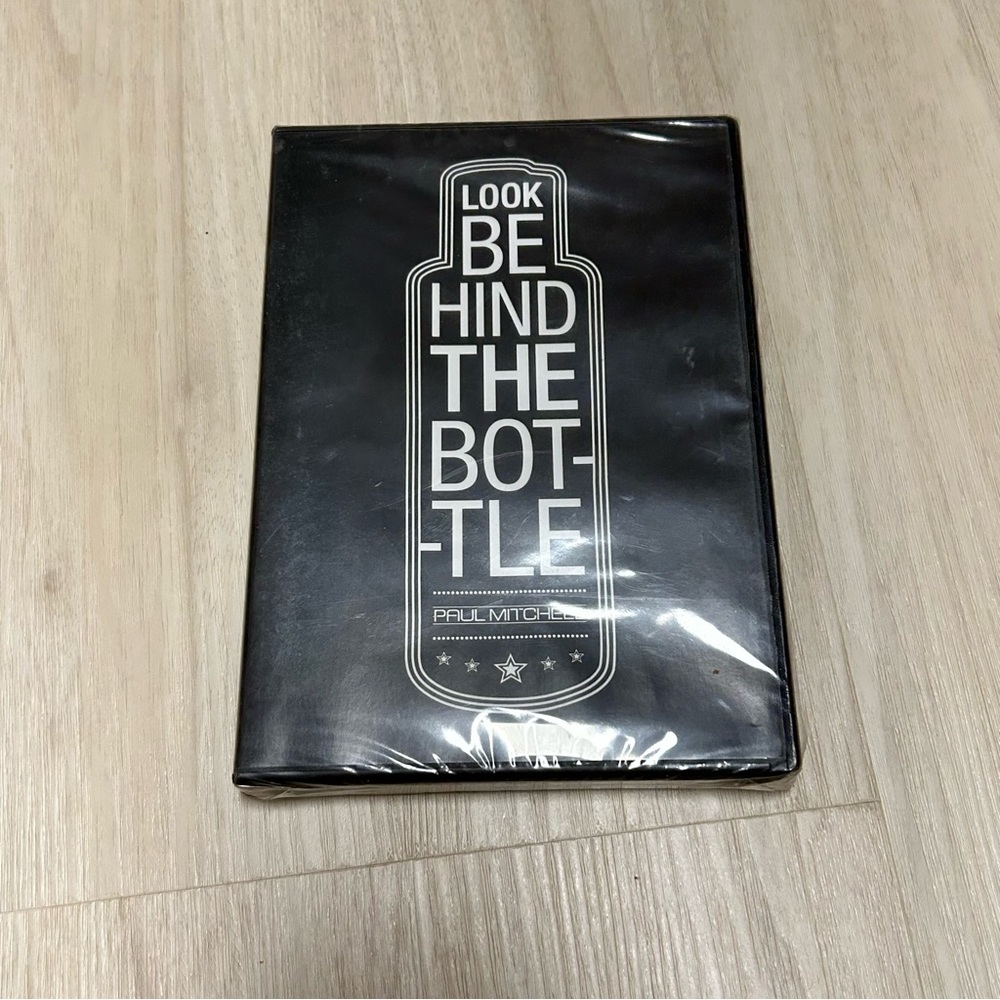 LOOK
BE
HIND
THE
BOT-
-TLE
PAUL MITCHELL